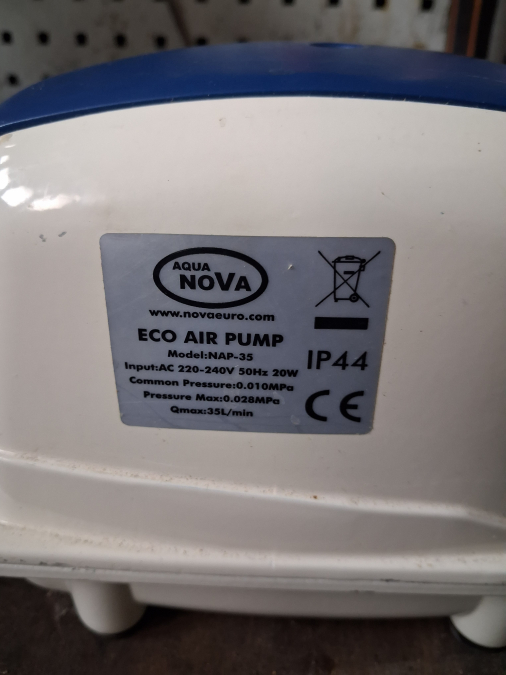 AQUA
NOVA
www.novaeuro.com
ECO AIR PUMP
Model:NAP-35
Input:AC 220-240V 50Hz 20W
Common Pressure:0.010MPa
Pressure Max:0.028MPa
Qmax:35L/min
IP44
CE